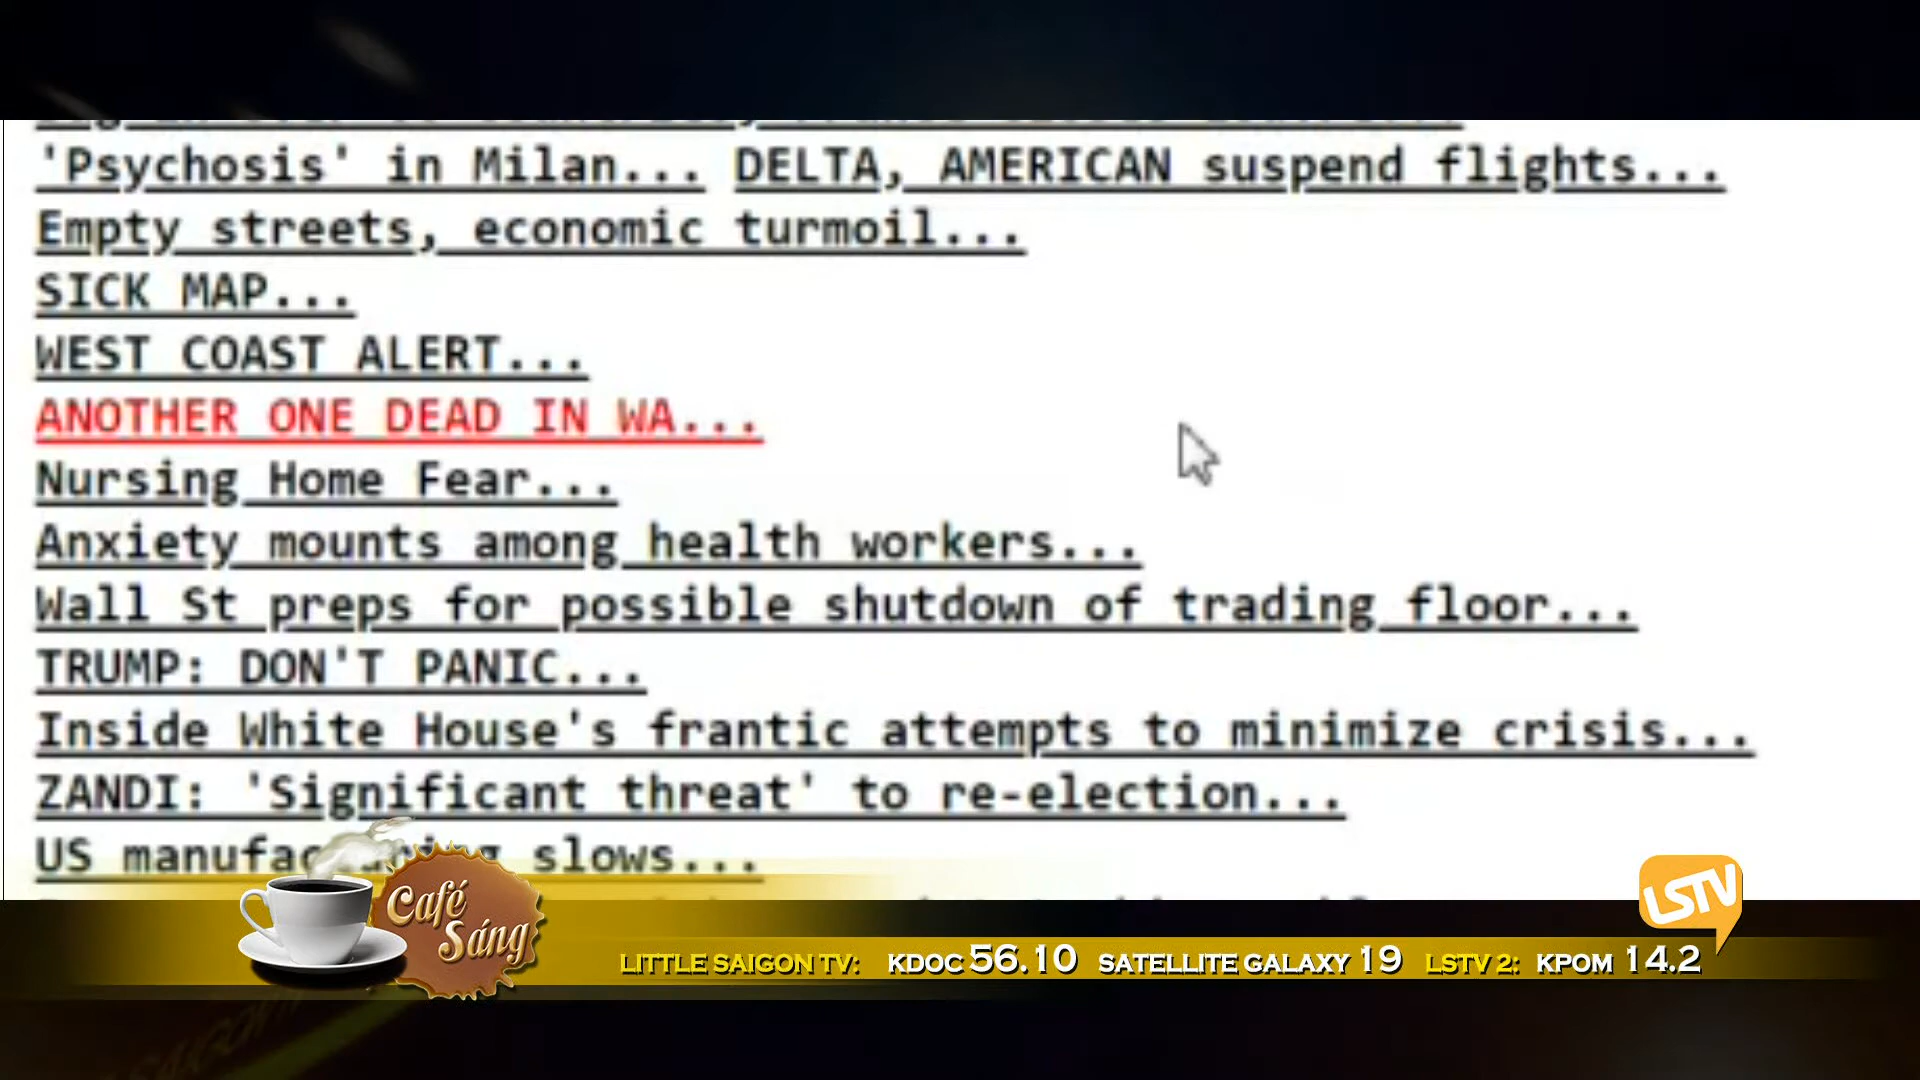 'Psychosis' in Milan... DELTA, AMERICAN suspend flights...
Empty streets, economic turmoil...
SICK MAP...
WEST COAST ALERT...
ANOTHER ONE DEAD IN WA...
Nursing Home Fear...
Anxiety mounts among health workers...
Wall St preps for possible shutdown of trading floor...
TRUMP: DON'T PANIC...
Inside White House's frantic attempts to minimize crisis...
ZANDI: 'Significant threat' to re-election...
US manufacturing slows...
Café
Sáng
LSTV
LITTLE SAIGON TV: KDOC 56.10 SATELLITE GALAXY 19 LSTV 2: KPOM 14.2